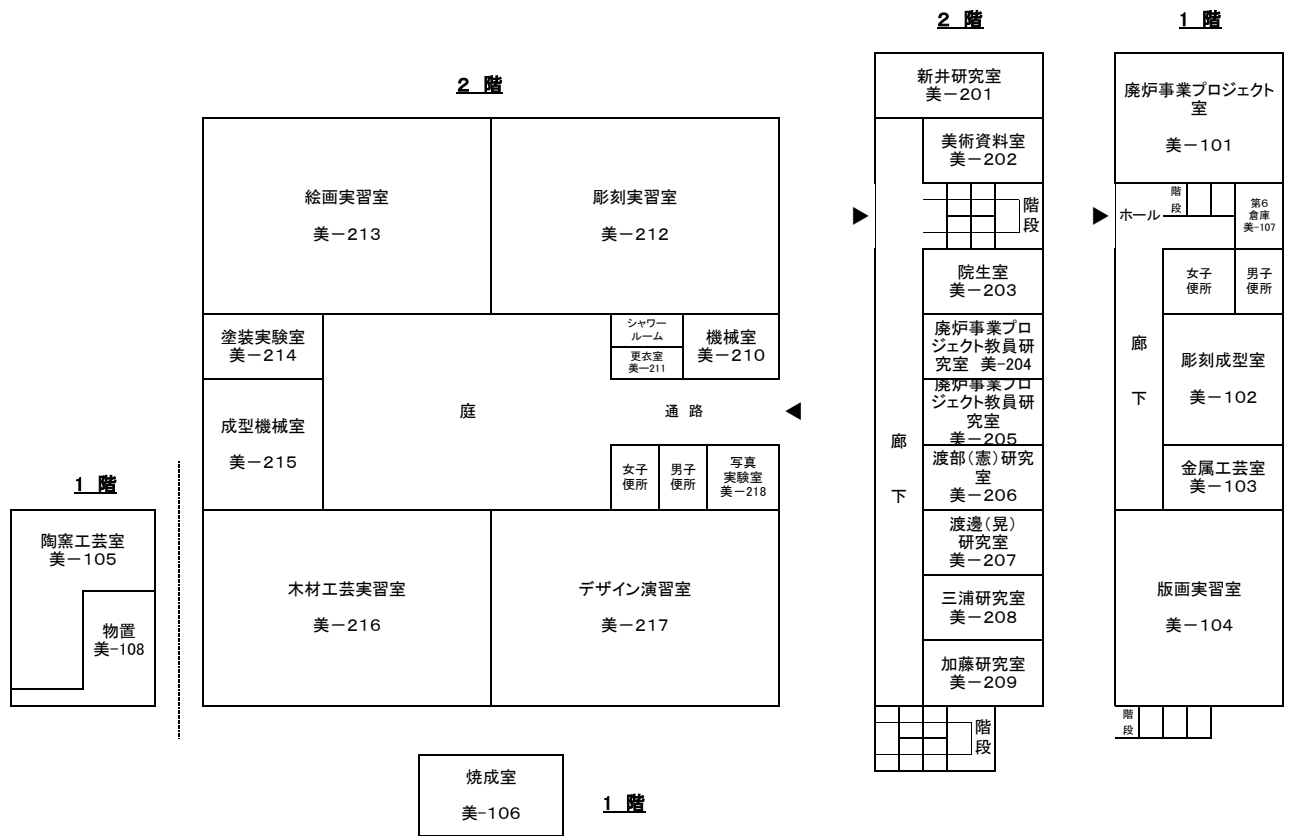 ２ 階
絵画実習室
美－213
彫刻実習室
美－212
塗装実験室
美－214
シャワー
ルーム
更衣室
美－211
機械室
美－210
成型機械室
美－215
庭
通 路
女子
便所
男子
便所
写真
実験室
美－218
木材工芸実習室
美－216
デザイン演習室
美－217
１ 階
陶窯工芸室
美－105
物置
美-108
焼成室
美-106
１ 階
２ 階
新井研究室
美－201
美術資料室
美－202
階
段
院生室
美－203
廃炉事業プロ
ジェクト教員研
究室 美-204
廃炉事業プロ
ジェクト教員研
究室
美－205
廊
下
渡部（憲）研究
室
美－206
渡邊（晃）
研究室
美－207
三浦研究室
美－208
加藤研究室
美－209
階
段
１ 階
廃炉事業プロジェクト
室
美－101
ホール
階
段
第６
倉庫
美-107
女子
便所
男子
便所
廊
下
彫刻成型室
美－102
金属工芸室
美－103
版画実習室
美－104
階
段